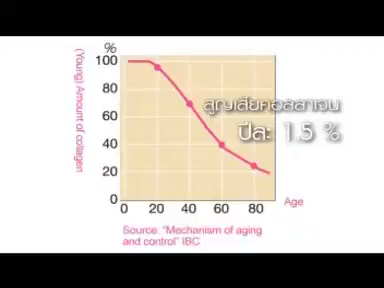 %
100
80
60
40
20
0
(Young) Amount of collagen
สูญเสียคอลลาเจน
ปีละ 1.5 %
0 20 40 60 80
Age
Source: "Mechanism of aging
and control" IBC